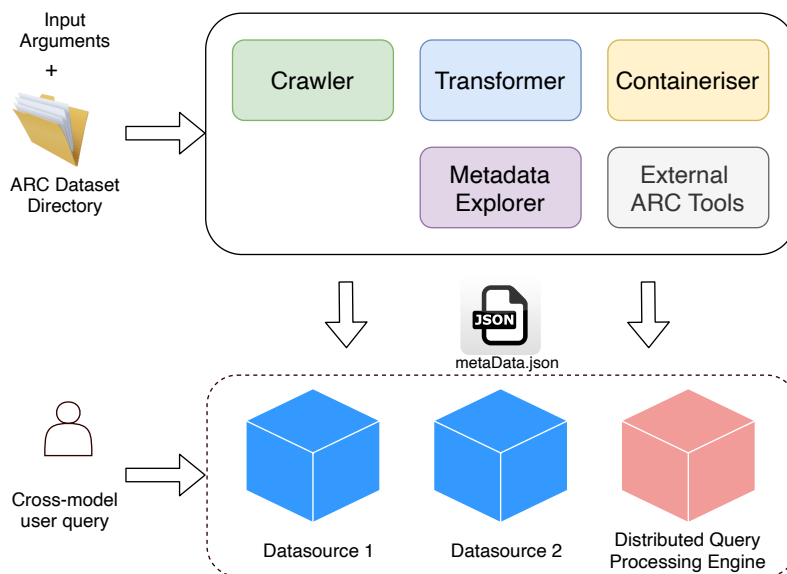 Input
Arguments
+
ARC Dataset
Directory
Crawler
Transformer
Containeriser
Metadata
Explorer
External
ARC Tools
JSON
metaData.json
Cross-model
user query
Datasource 1
Datasource 2
Distributed Query
Processing Engine